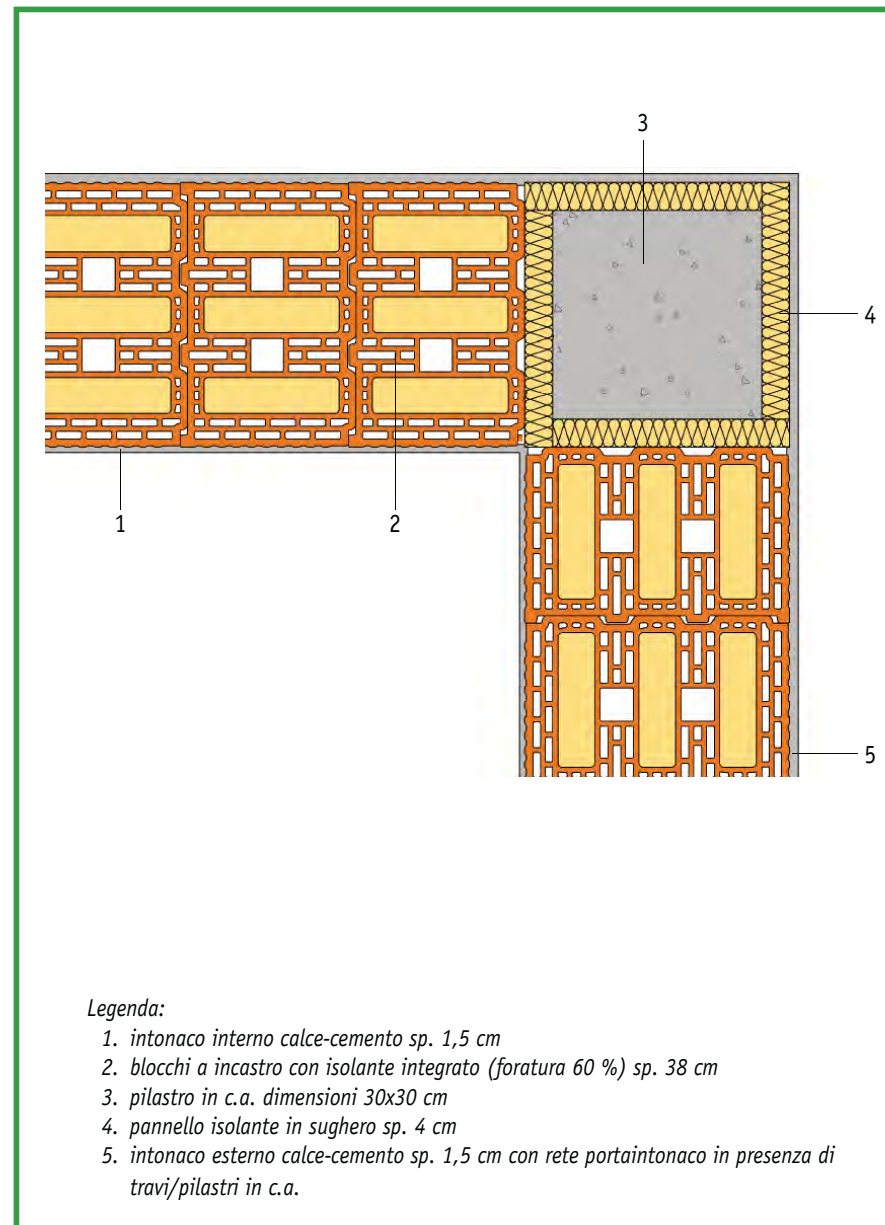 3
4
1
2
5
Legenda:
1. intonaco interno calce-cemento sp. 1,5 cm
2. blocchi a incastro con isolante integrato (foratura 60 %) sp. 38 cm
3. pilastro in c.a. dimensioni 30x30 cm
4. pannello isolante in sughero sp. 4 cm
5. intonaco esterno calce-cemento sp. 1,5 cm con rete portaintonaco in presenza di
travi/pilastri in c.a.